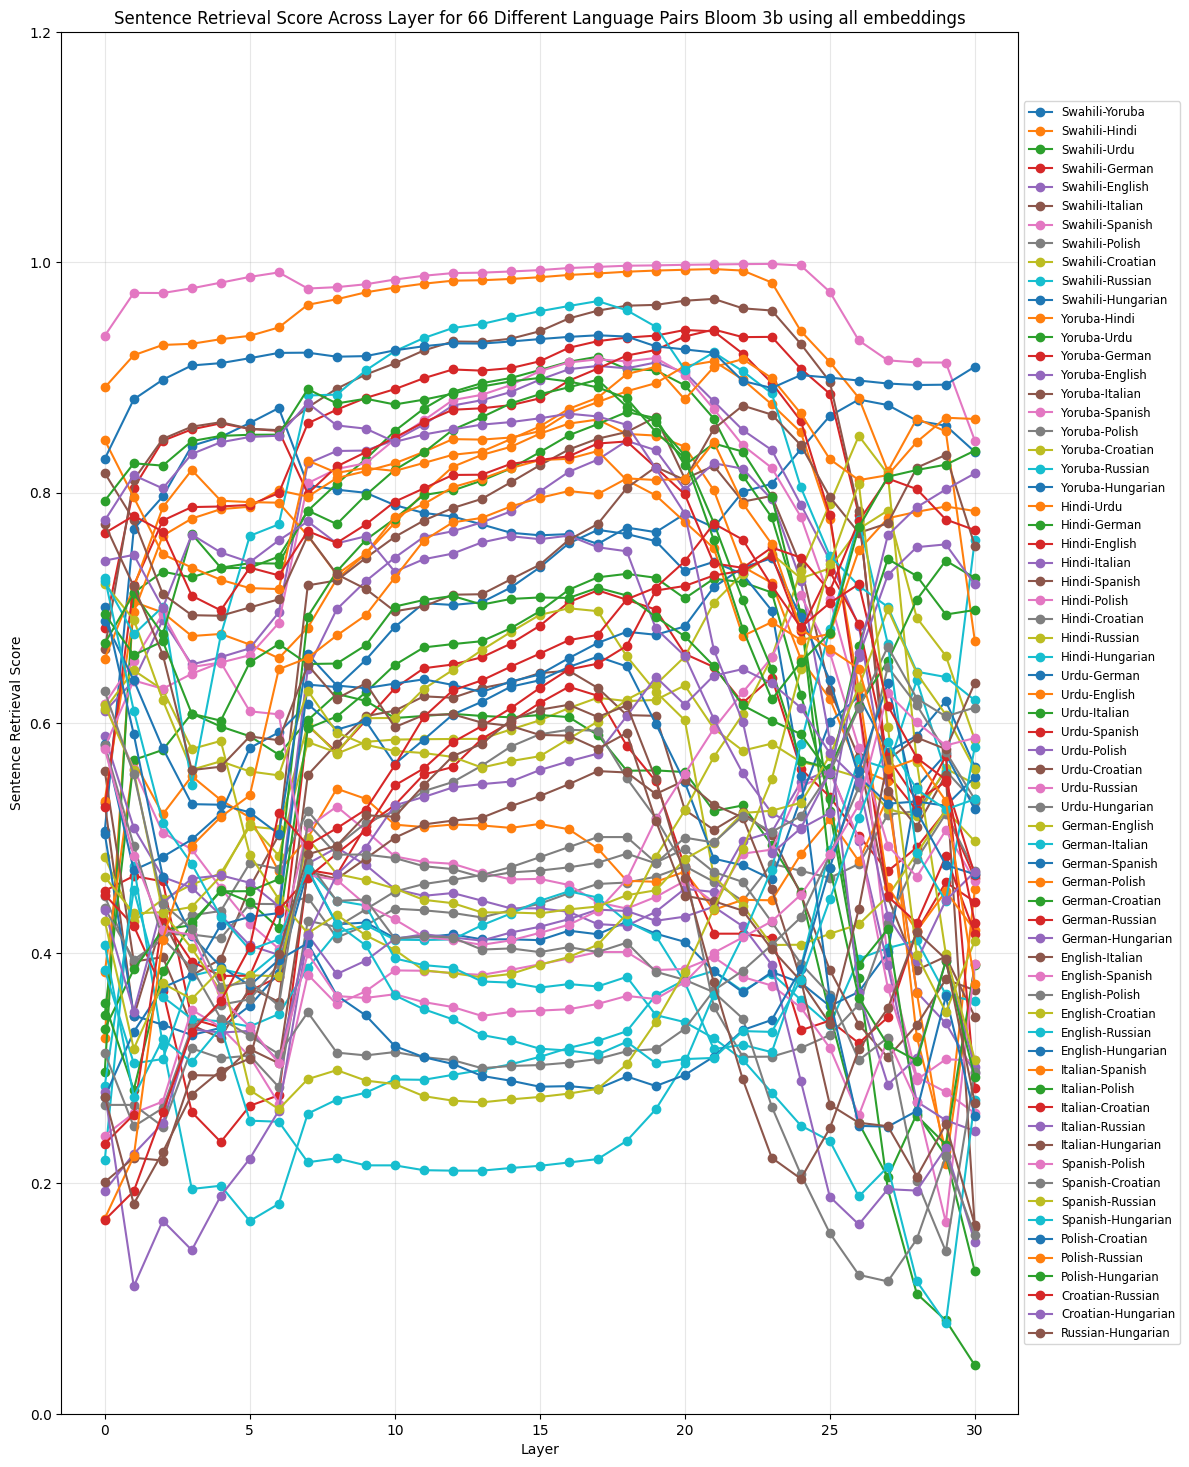 Sentence Retrieval Score Across Layer for 66 Different Language Pairs Bloom 3b using all embeddings
Sentence Retrieval Score
1.2
1.0
0.8
0.6
0.4
0.2
0.0
0
5
10
15
20
25
30
Layer
Swahili-Yoruba
Swahili-Hindi
Swahili-Urdu
Swahili-German
Swahili-English
Swahili-Italian
Swahili-Spanish
Swahili-Polish
Swahili-Croatian
Swahili-Russian
Swahili-Hungarian
Yoruba-Hindi
Yoruba-Urdu
Yoruba-German
Yoruba-English
Yoruba-Italian
Yoruba-Spanish
Yoruba-Polish
Yoruba-Croatian
Yoruba-Russian
Yoruba-Hungarian
Hindi-Urdu
Hindi-German
Hindi-English
Hindi-Italian
Hindi-Spanish
Hindi-Polish
Hindi-Croatian
Hindi-Russian
Hindi-Hungarian
Urdu-German
Urdu-English
Urdu-Italian
Urdu-Spanish
Urdu-Polish
Urdu-Croatian
Urdu-Russian
Urdu-Hungarian
German-English
German-Italian
German-Spanish
German-Polish
German-Croatian
German-Russian
German-Hungarian
English-Italian
English-Spanish
English-Polish
English-Croatian
English-Russian
English-Hungarian
Italian-Spanish
Italian-Polish
Italian-Croatian
Italian-Russian
Italian-Hungarian
Spanish-Polish
Spanish-Croatian
Spanish-Russian
Spanish-Hungarian
Polish-Croatian
Polish-Russian
Polish-Hungarian
Croatian-Russian
Croatian-Hungarian
Russian-Hungarian